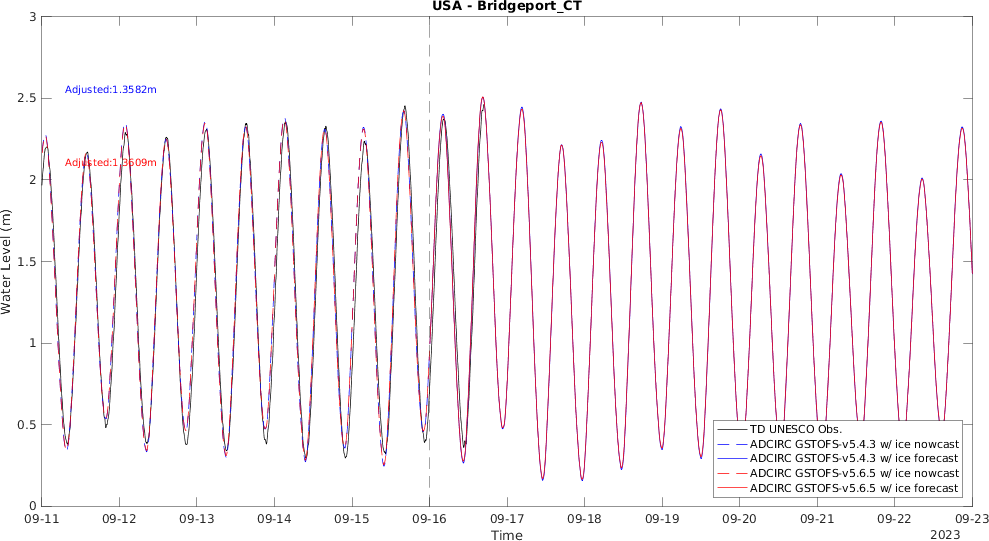 USA - Bridgeport_CT
3
2.5
2
1.5
1
0.5
0
Water Level (m)
Adjusted:1.3582m
Adjusted:1.3609m
TD UNESCO Obs.
ADCIRC GSTOFS-v5.4.3 w/ ice nowcast
ADCIRC GSTOFS-v5.4.3 w/ ice forecast
ADCIRC GSTOFS-v5.6.5 w/ ice nowcast
ADCIRC GSTOFS-v5.6.5 w/ ice forecast
09-11 09-12 09-13 09-14 09-15 09-16 09-17 09-18 09-19 09-20 09-21 09-22 09-23
Time
2023